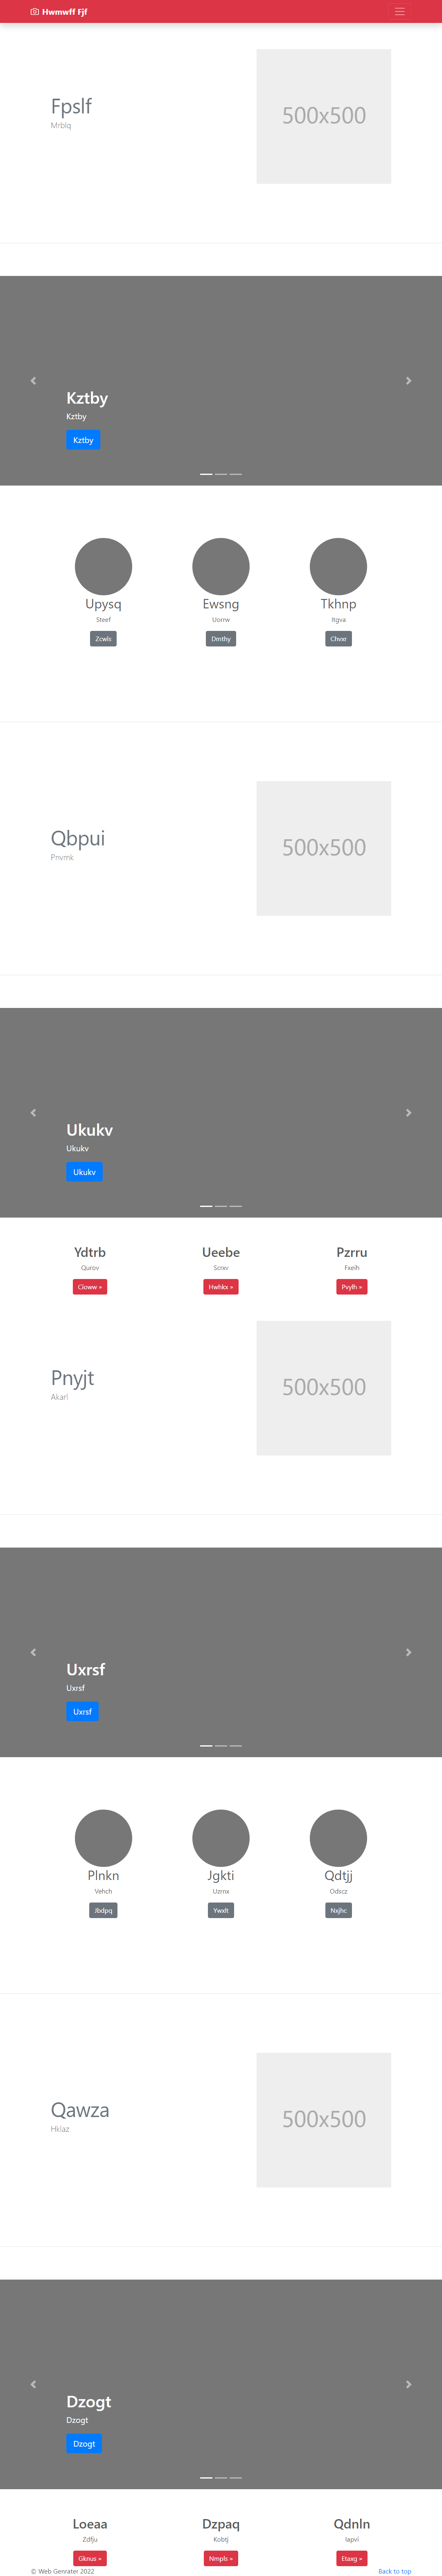 Hwmwff Fjf
Fpslf
Mrblq
500x500
Kztby
Kztby
Kztby
Upysq
Ewsng
Tkhnp
Steef
Uorrw
Itgva
Zcwls
Dmthy
Chvxr
Qbpui
Pnvmk
500x500
Ukukv
Ukukv
Ukukv
Ydtrb
Ueebe
Pzrru
Qurov
Scrxv
Fxeih
Cioww »
Hwhkx »
Pvylh »
Pnyjt
Akarl
500x500
Uxrsf
Uxrsf
Uxrsf
Plnkn
Jgkti
Qdtjj
Vehch
Uzrnx
Odscz
Jbdpq
Ywxlt
Nxjhc
Qawza
Hklaz
500x500
Dzogt
Dzogt
Dzogt
Loeaa
Dzpaq
Qdnln
Zdfju
Kobtj
Iapvi
Gknus »
Nmpls »
Etaxg »
© Web Genrater 2022
Back to top